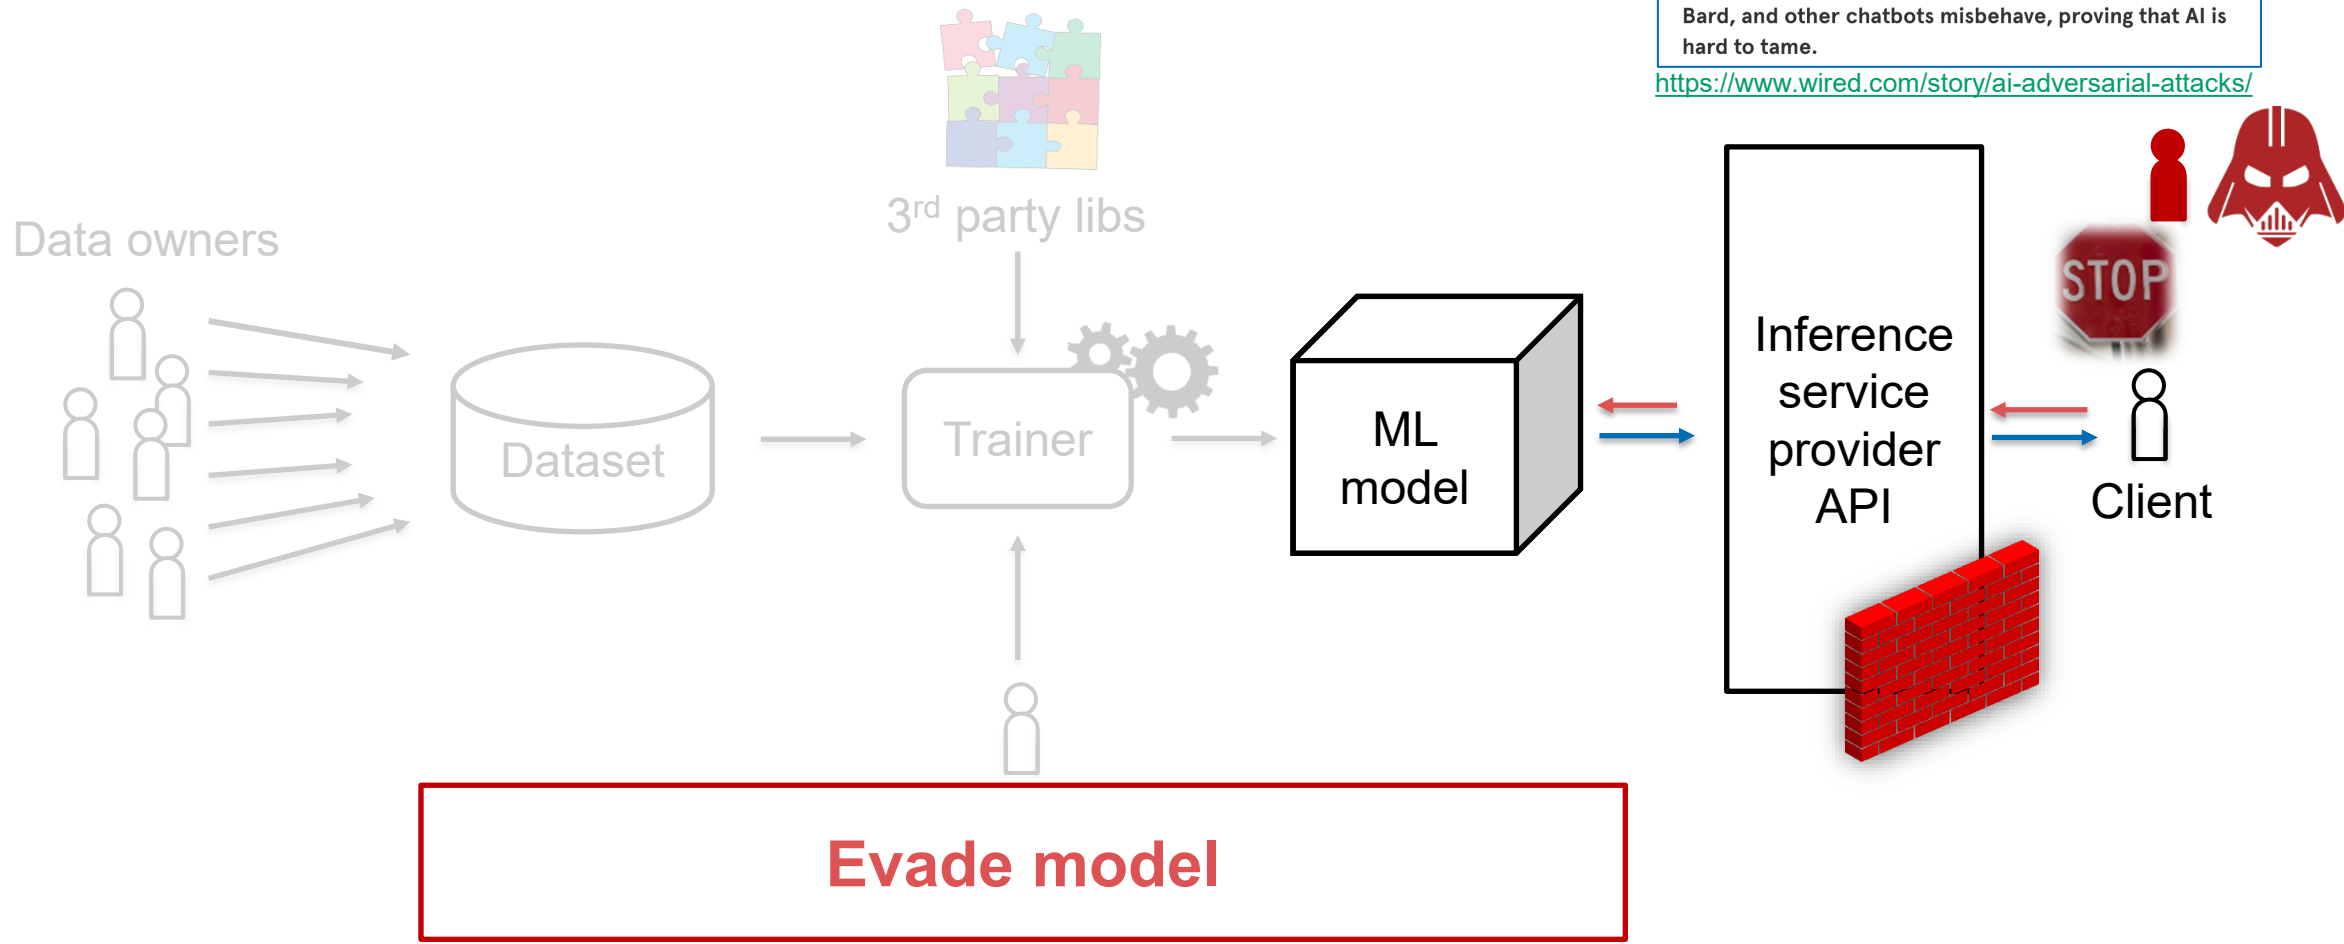 Bard, and other chatbots misbehave, proving that AI is
hard to tame.
https://www.wired.com/story/ai-adversarial-attacks/
3rd party libs
Data owners
STOP
Inference
service
provider
API
Trainer
Dataset
ML
model
Client
Evade model